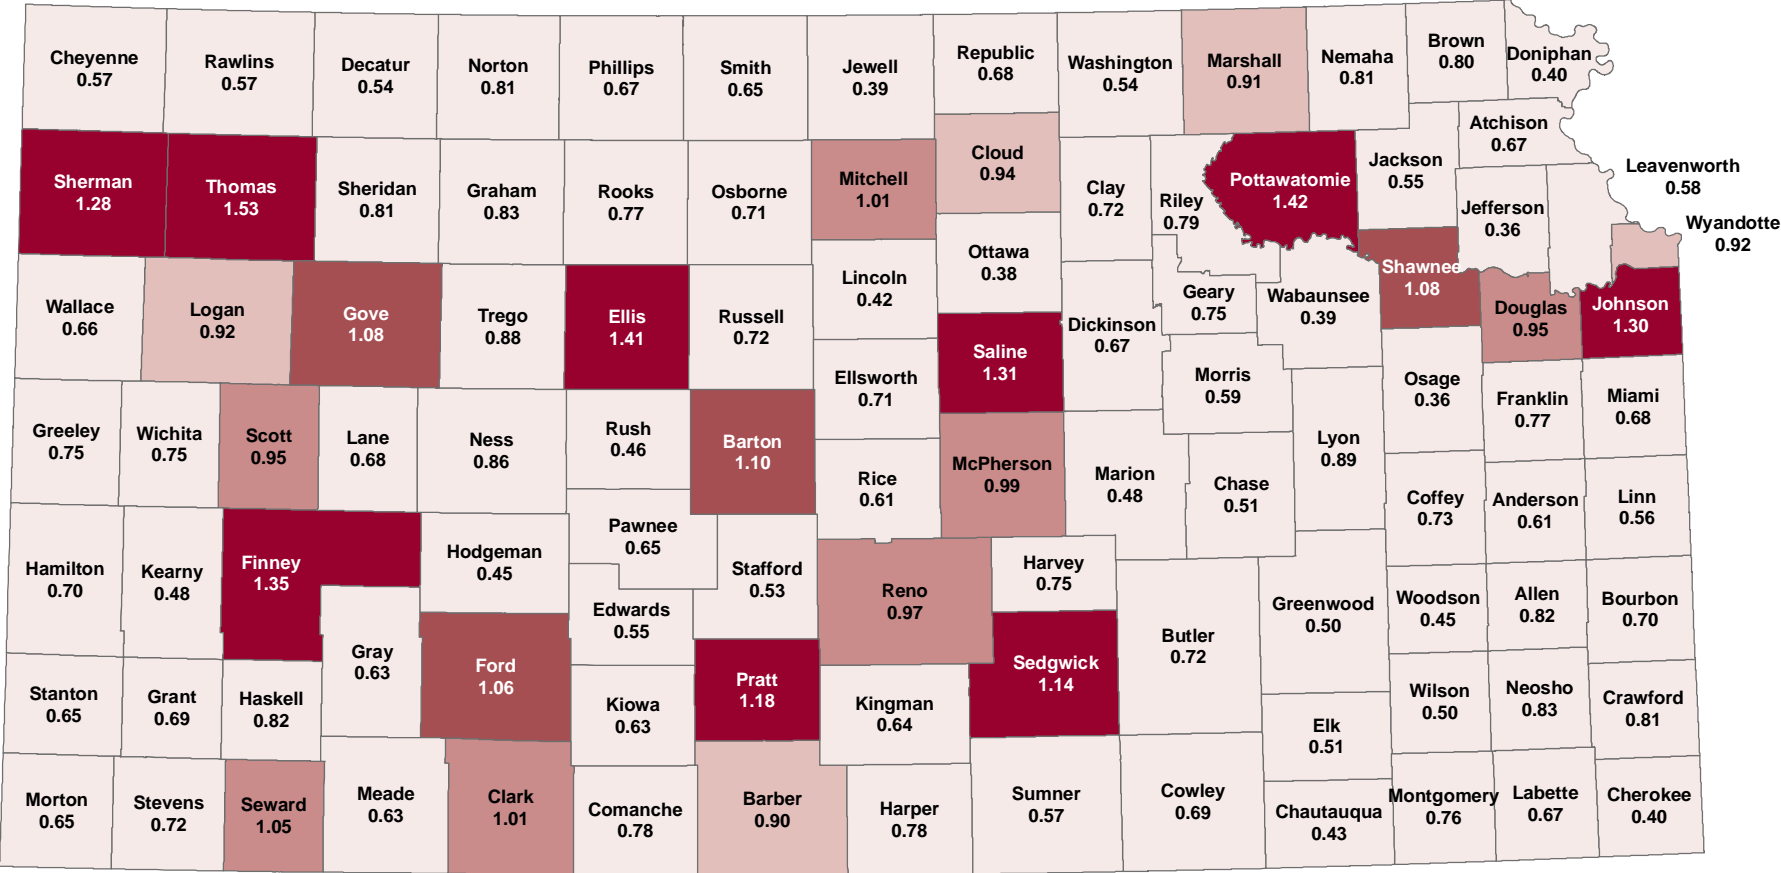 Cheyenne
0.57
Rawlins
0.57
Decatur
0.54
Norton
0.81
Phillips
0.67
Smith
0.65
Jewell
0.39
Republic
0.68
Washington
0.54
Marshall
0.91
Nemaha
0.81
Brown
0.80
Doniphan
0.40
Sherman
1.28
Thomas
1.53
Sheridan
0.81
Graham
0.83
Rooks
0.77
Osborne
0.71
Mitchell
1.01
Cloud
0.94
Clay
0.72
Riley
0.79
Pottawatomie
1.42
Jackson
0.55
Atchison
0.67
Jefferson
0.36
Leavenworth
0.58
Wyandotte
0.92
Wallace
0.66
Logan
0.92
Gove
1.08
Trego
0.88
Ellis
1.41
Russell
0.72
Lincoln
0.42
Ottawa
0.38
Saline
1.31
Dickinson
0.67
Geary
0.75
Wabaunsee
0.39
Shawnee
1.08
Douglas
0.95
Johnson
1.30
Greeley
0.75
Wichita
0.75
Scott
0.95
Lane
0.68
Ness
0.86
Rush
0.46
Barton
1.10
Ellsworth
0.71
Rice
0.61
McPherson
0.99
Marion
0.48
Morris
0.59
Chase
0.51
Lyon
0.89
Osage
0.36
Franklin
0.77
Miami
0.68
Coffey
0.73
Anderson
0.61
Linn
0.56
Hamilton
0.70
Kearny
0.48
Finney
1.35
Hodgeman
0.45
Pawnee
0.65
Stafford
0.53
Edwards
0.55
Reno
0.97
Harvey
0.75
Butler
0.72
Greenwood
0.50
Woodson
0.45
Allen
0.82
Bourbon
0.70
Stanton
0.65
Grant
0.69
Haskell
0.82
Gray
0.63
Ford
1.06
Kiowa
0.63
Pratt
1.18
Kingman
0.64
Sedgwick
1.14
Elk
0.51
Wilson
0.50
Neosho
0.83
Crawford
0.81
Morton
0.65
Stevens
0.72
Seward
1.05
Meade
0.63
Clark
1.01
Comanche
0.78
Barber
0.90
Harper
0.78
Sumner
0.57
Cowley
0.69
Chautauqua
0.43
Montgomery
0.76
Labette
0.67
Cherokee
0.40